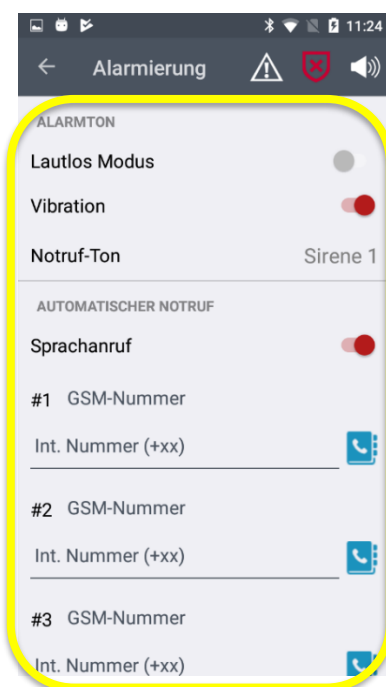 11:24
Alarmierung
ALARMTON
Lautlos Modus
Vibration
Notruf-Ton Sirene 1
AUTOMATISCHER NOTRUF
Sprachanruf
#1 GSM-Nummer
Int. Nummer (+xx)
#2 GSM-Nummer
Int. Nummer (+xx)
#3 GSM-Nummer
Int. Nummer (+xx)